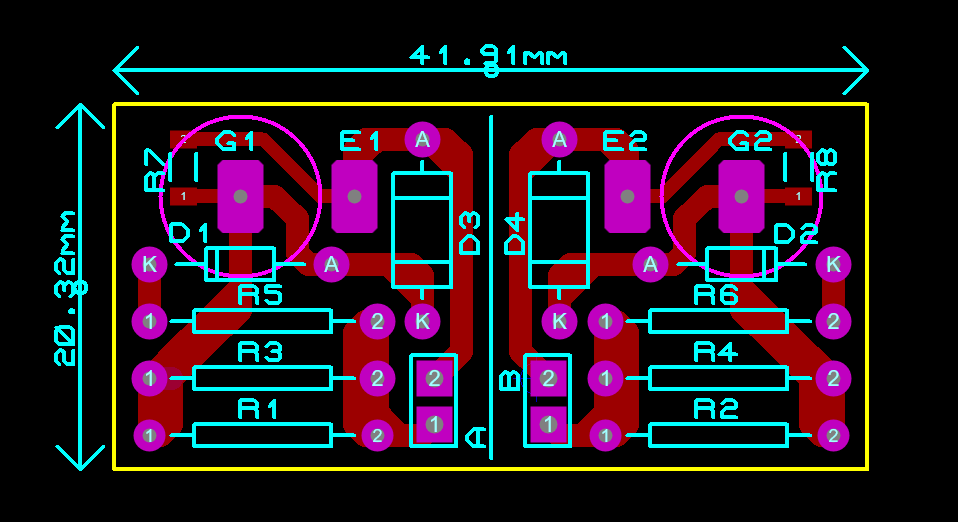 41.91mm
8
2 G1 E1 A A E2 G2 2
R7 R8
1 1
D3 D4
D1 D2
K A A K
20.32mm
8
R5 R6
1 2 K K 1 2
R3 R4
1 2 2 B 2 1 2
R1 R2
1 2 1 A 1 1 2